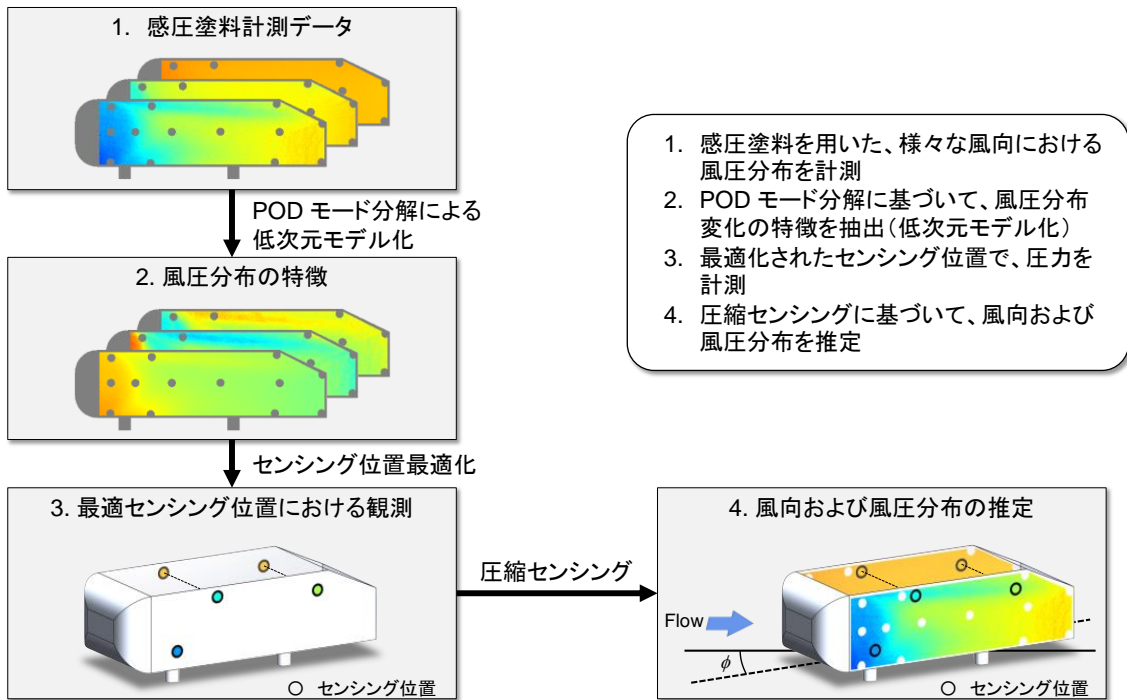 1. 感圧塗料計測データ
POD モード分解による
低次元モデル化
2. 風圧分布の特徴
センシング位置最適化
3. 最適センシング位置における観測
センシング位置
圧縮センシング
1. 感圧塗料を用いた、様々な風向における
風圧分布を計測
2. POD モード分解に基づいて、風圧分布
変化の特徴を抽出（低次元モデル化）
3. 最適化されたセンシング位置で、圧力を
計測
4. 圧縮センシングに基づいて、風向および
風圧分布を推定
4. 風向および風圧分布の推定
Flow
ϕ
センシング位置